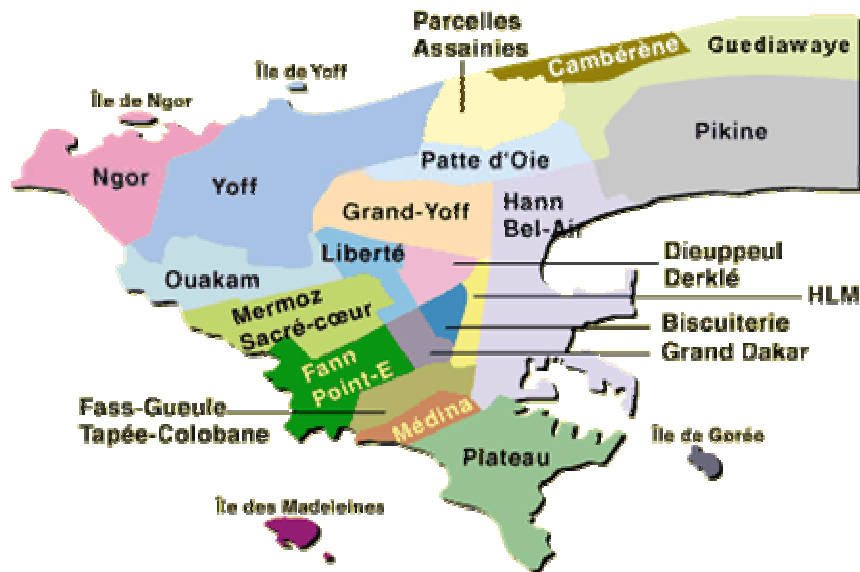 Parcelles
Assainies
Cambérène
Guediawaye
Île de Yoff
Île de Ngor
Pikine
Patte d'Oie
Ngor
Yoff
Hann
Bel-Air
Grand-Yoff
Liberté
Dieuppeul
Derklé
Ouakam
HLM
Mermoz
Sacré-cœur
Biscuiterie
Grand Dakar
Fann
Point-E
Fass-Gueule
Tapée-Colobane
Médina
Île de Gorée
Plateau
Île des Madeleines